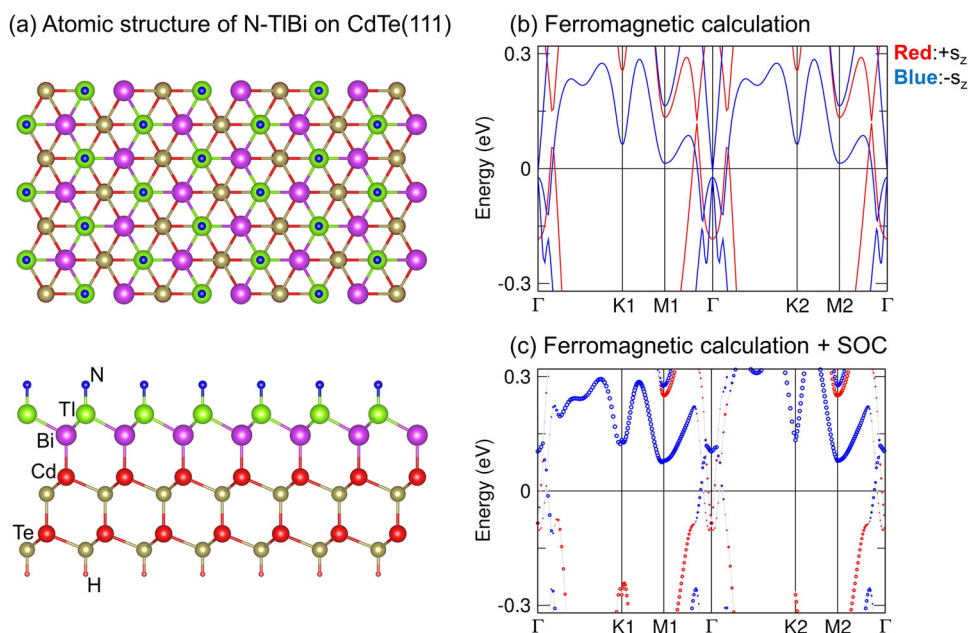 (a) Atomic structure of N-TlBi on CdTe(111)
N
Tl
Bi
Cd
Te
H
(b) Ferromagnetic calculation
Red:+s_z
Blue:-s_z
0.3
Energy (eV)
0
-0.3
Γ K1 M1 Γ K2 M2 Γ
(c) Ferromagnetic calculation + SOC
0.3
Energy (eV)
0
-0.3
Γ K1 M1 Γ K2 M2 Γ